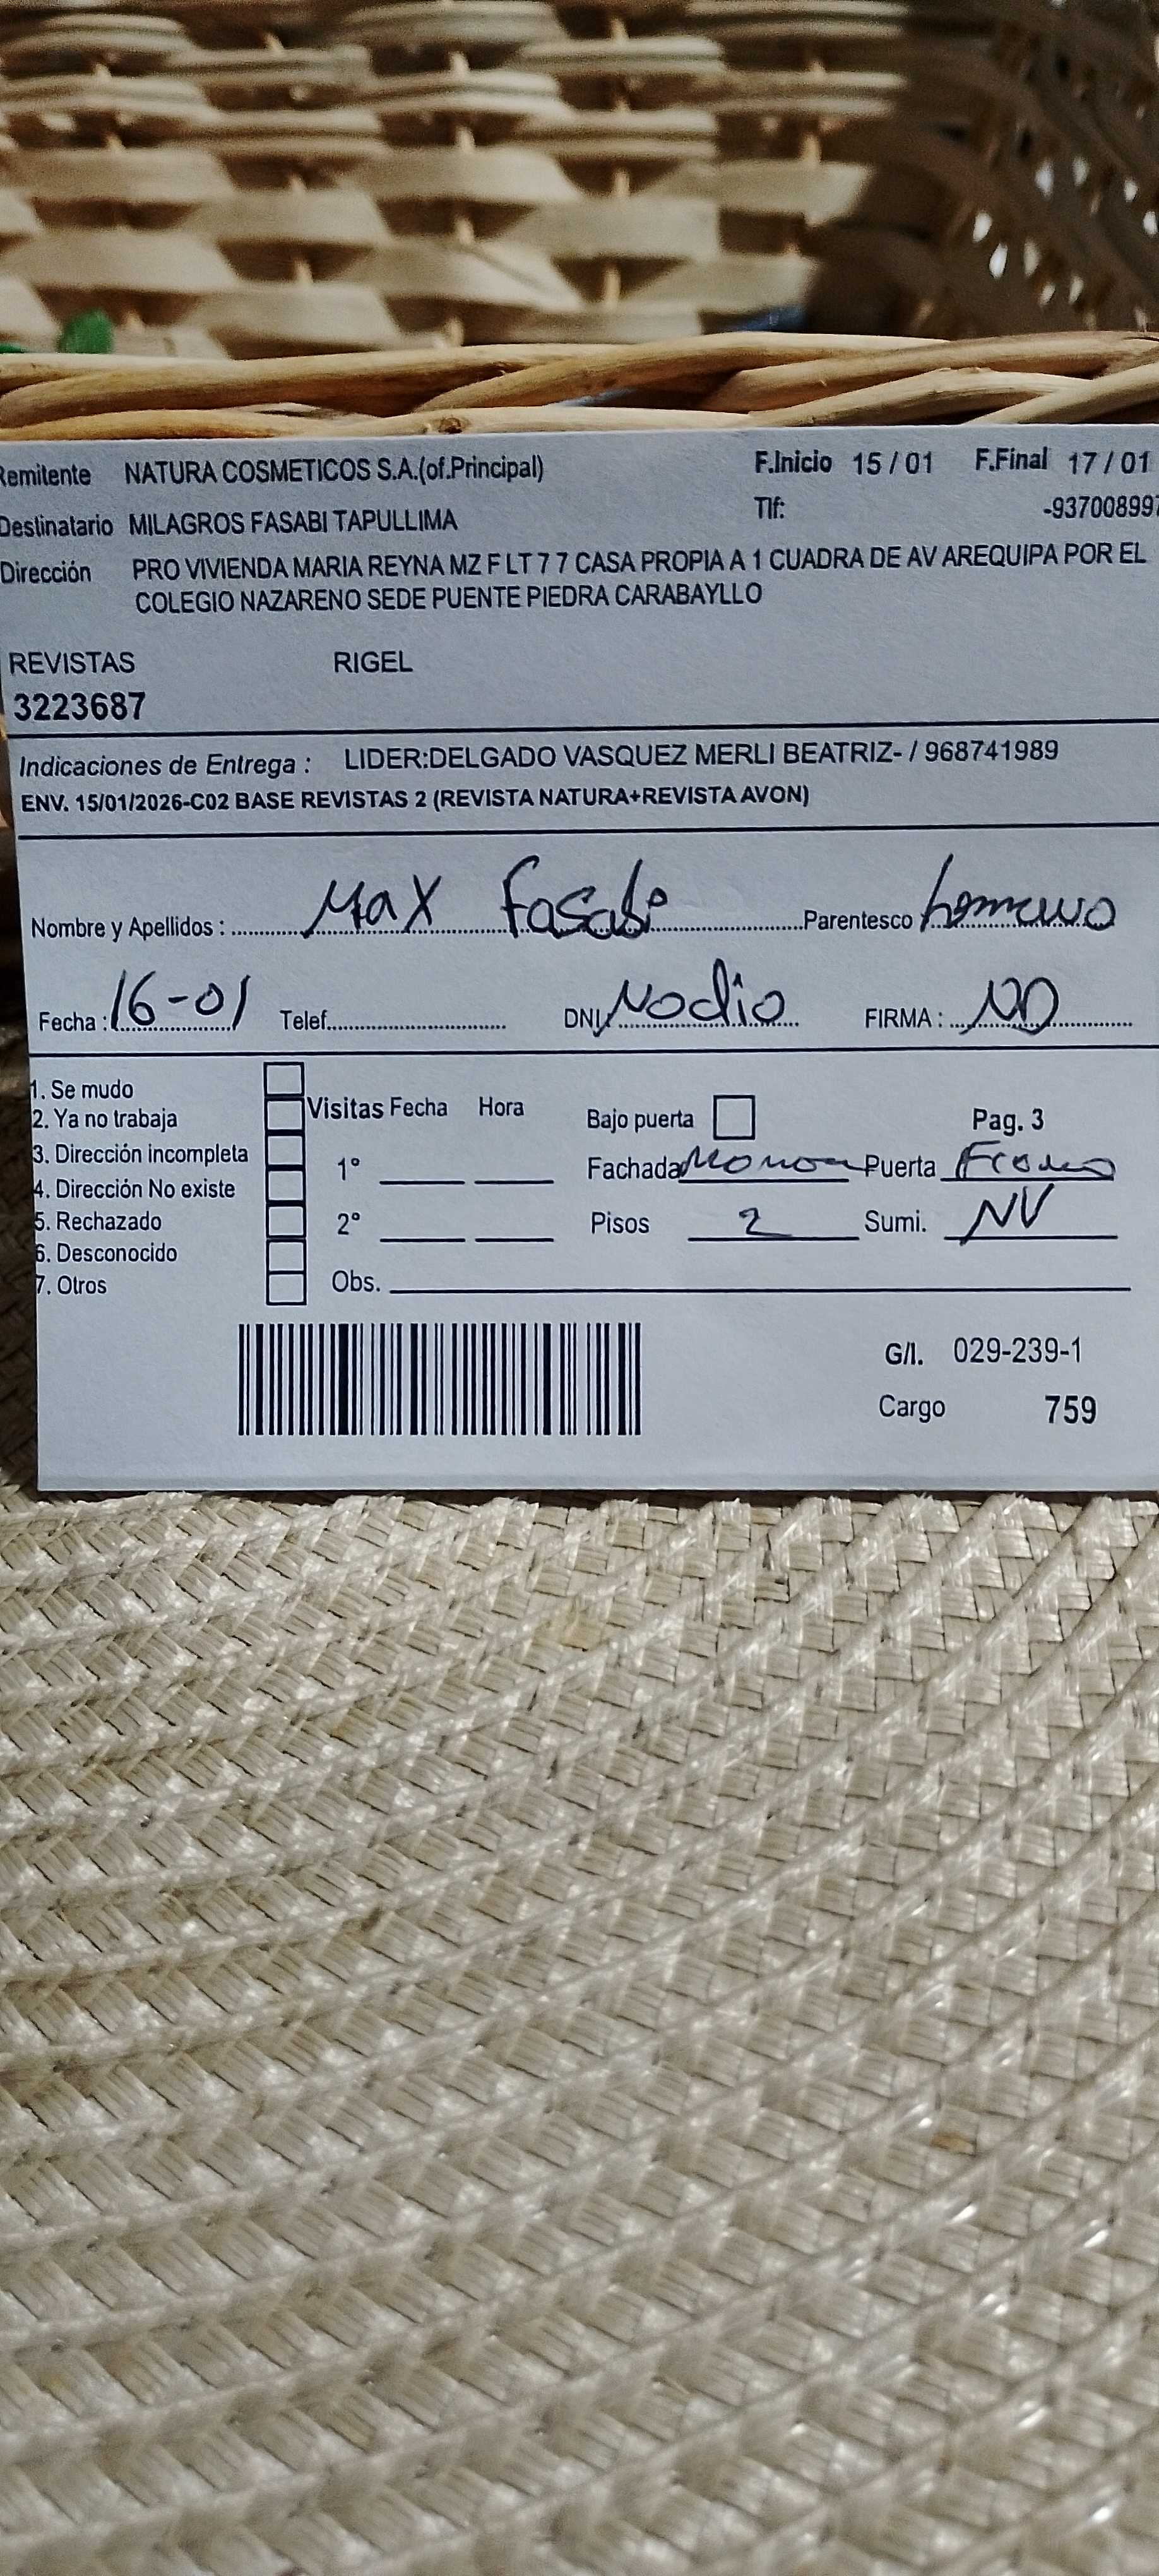 Remitente NATURA COSMETICOS S.A.(of.Principal) F.Inicio 15 / 01 F.Final 17 / 01
Destinatario MILAGROS FASABI TAPULLIMA Tlf: -937008997
Dirección PRO VIVIENDA MARIA REYNA MZ F LT 7 7 CASA PROPIA A 1 CUADRA DE AV AREQUIPA POR EL
COLEGIO NAZARENO SEDE PUENTE PIEDRA CARABAYLLO
REVISTAS RIGEL
3223687
Indicaciones de Entrega : LIDER:DELGADO VASQUEZ MERLI BEATRIZ- / 968741989
ENV. 15/01/2026-C02 BASE REVISTAS 2 (REVISTA NATURA+REVISTA AVON)
Nombre y Apellidos : Max Fasabi Parentesco hermano
Fecha : 16-01 Telef. DNI Nodio FIRMA : ND
1. Se mudo
2. Ya no trabaja Visitas Fecha Hora Bajo puerta Pag. 3
3. Dirección incompleta 1° Fachada Puerta
4. Dirección No existe
5. Rechazado 2° Pisos 2 Sumi. NV
6. Desconocido
7. Otros Obs.
G/I. 029-239-1
Cargo 759